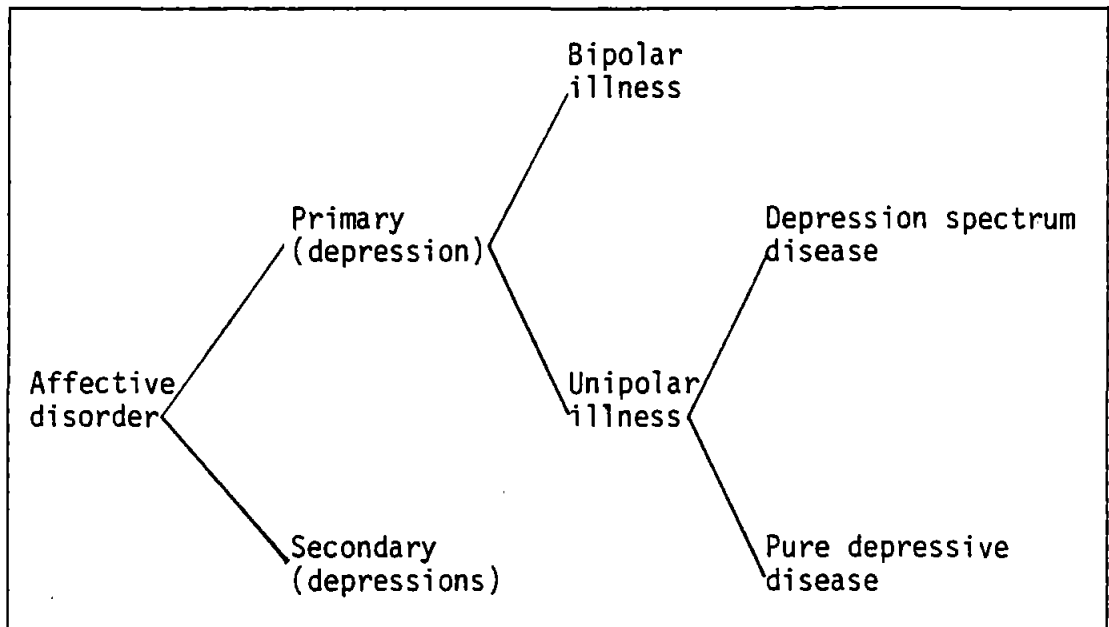 Bipolar
illness
Primary
(depression)
Depression spectrum
disease
Affective
disorder
Unipolar
illness
Secondary
(depressions)
Pure depressive
disease